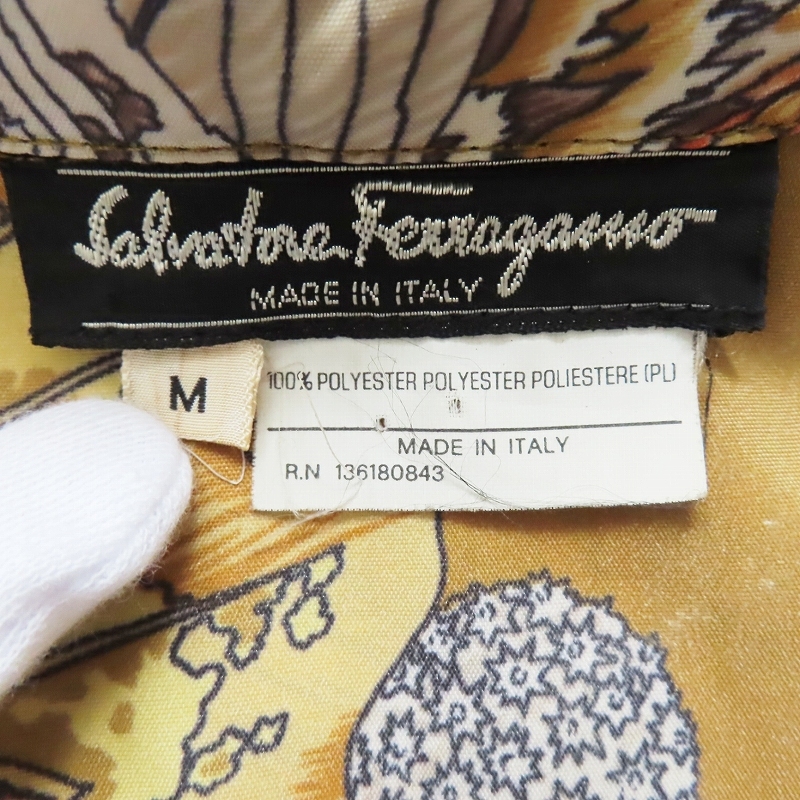 Salvatore Ferragamo
MADE IN ITALY
M
100% POLYESTER POLYESTER POLIESTERE (PL)
MADE IN ITALY
R.N 136180843